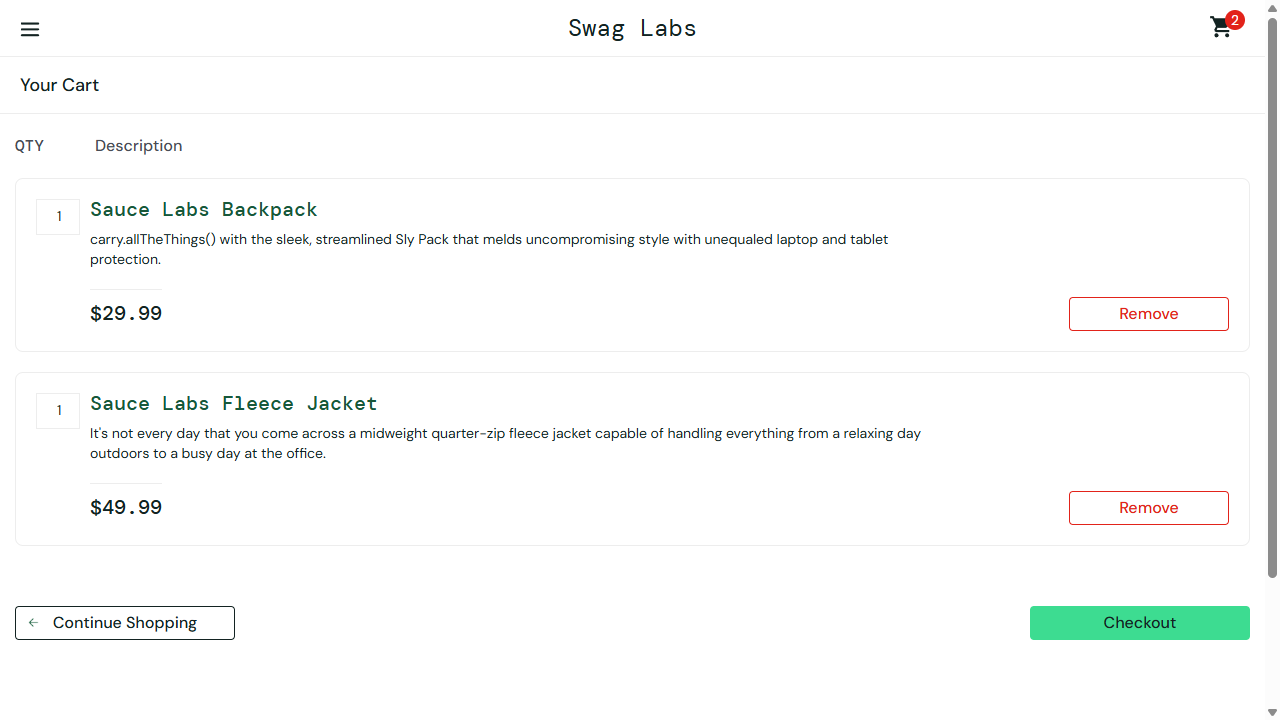 Swag Labs
2
Your Cart
QTY Description
1
Sauce Labs Backpack
carry.allTheThings() with the sleek, streamlined Sly Pack that melds uncompromising style with unequaled laptop and tablet
protection.
$29.99
Remove
1
Sauce Labs Fleece Jacket
It's not every day that you come across a midweight quarter-zip fleece jacket capable of handling everything from a relaxing day
outdoors to a busy day at the office.
$49.99
Remove
Continue Shopping
Checkout